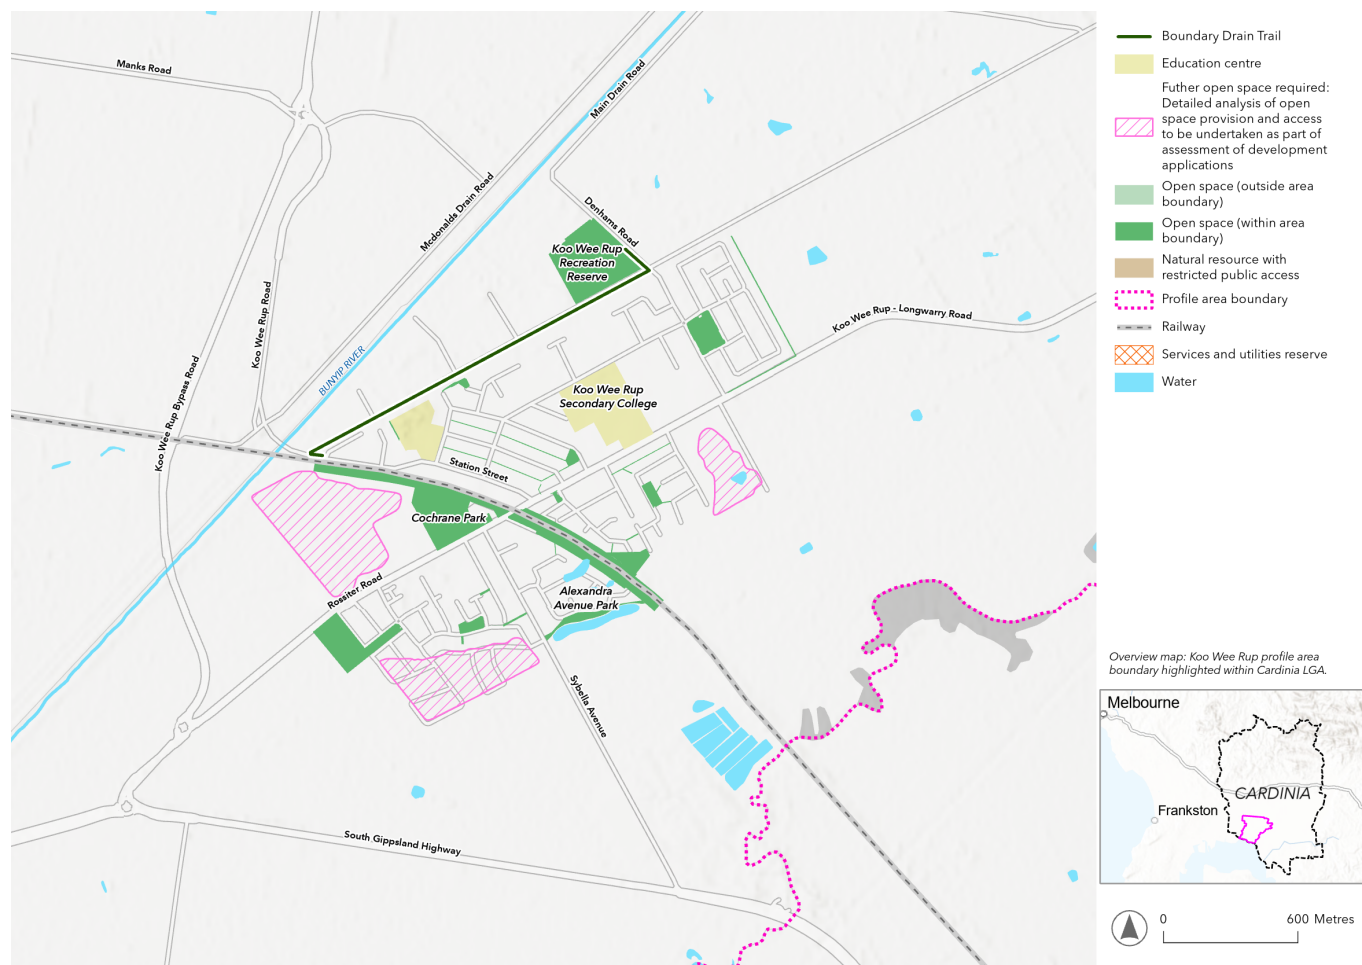 Manks Road
Main Drain Road
Mcdonalds Drain Road
Denhams Road
Koo Wee Rup
Recreation
Reserve
Koo Wee Rup Road
Koo Wee Rup - Longwarry Road
BUNYIP RIVER
Koo Wee Rup Bypass Road
Koo Wee Rup
Secondary College
Station Street
Cochrane Park
Rossiter Road
Alexandra
Avenue Park
Sybella Avenue
South Gippsland Highway
Boundary Drain Trail
Education centre
Futher open space required:
Detailed analysis of open
space provision and access
to be undertaken as part of
assessment of development
applications
Open space (outside area
boundary)
Open space (within area
boundary)
Natural resource with
restricted public access
Profile area boundary
Railway
Services and utilities reserve
Water
Overview map: Koo Wee Rup profile area
boundary highlighted within Cardinia LGA.
Melbourne
CARDINIA
Frankston
0 600 Metres